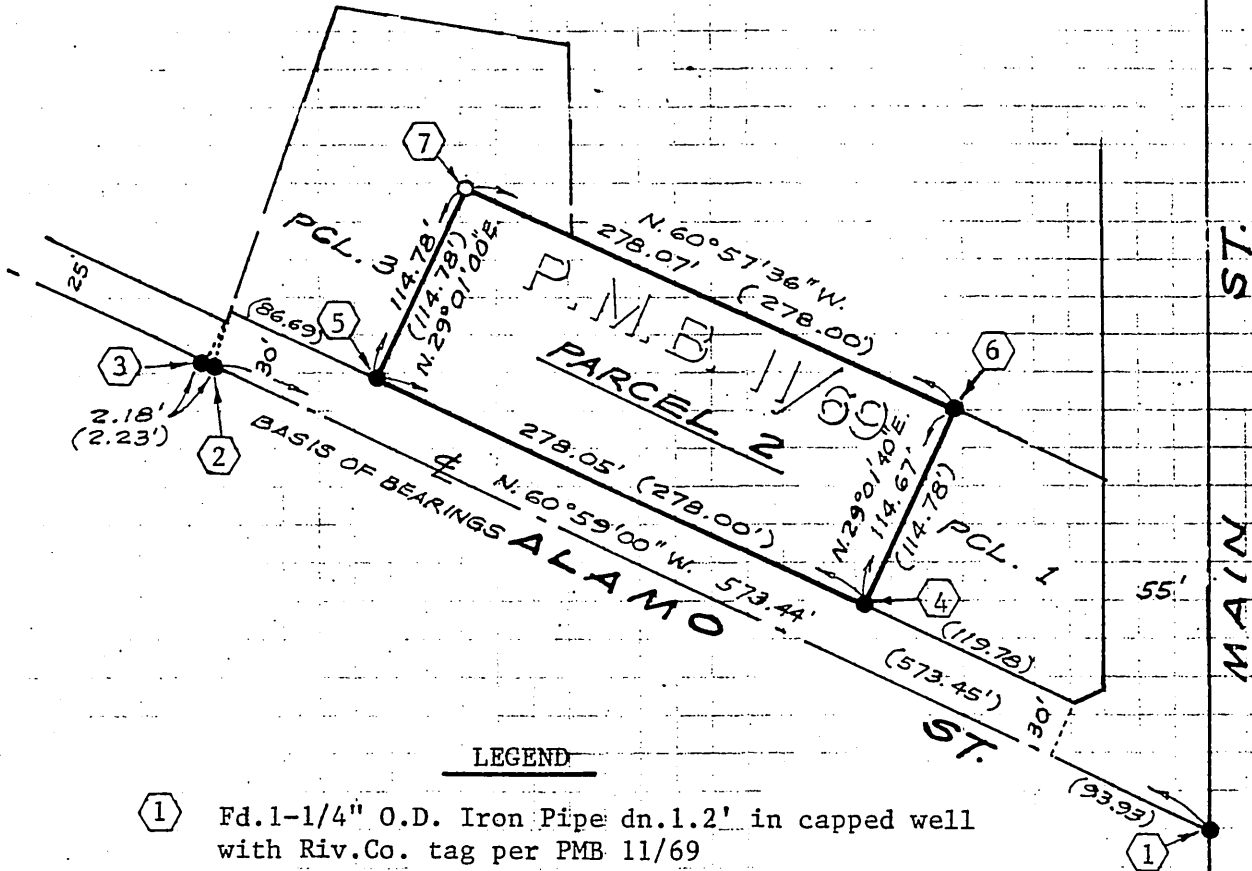 7
PCL. 3
114.78'
(114.78')
N.29°01'00"E.
N. 60°57'36"W.
278.07'
(278.00')
P.M.B. 11/69
PARCEL 2
ST.
25'
(86.69)
5
6
3
30'
2.18'
(2.23')
2
BASIS OF BEARINGS
℄
N. 60°59'00"W. 573.44'
278.05' (278.00')
N.29°01'40"E.
114.67'
(114.78')
PCL. 1
55'
MAIN
ALAMO
4
(119.78)
(573.45')
30'
ST.
(93.93)
1
LEGEND
1 Fd.1-1/4" O.D. Iron Pipe dn.1.2' in capped well
with Riv.Co. tag per PMB 11/69